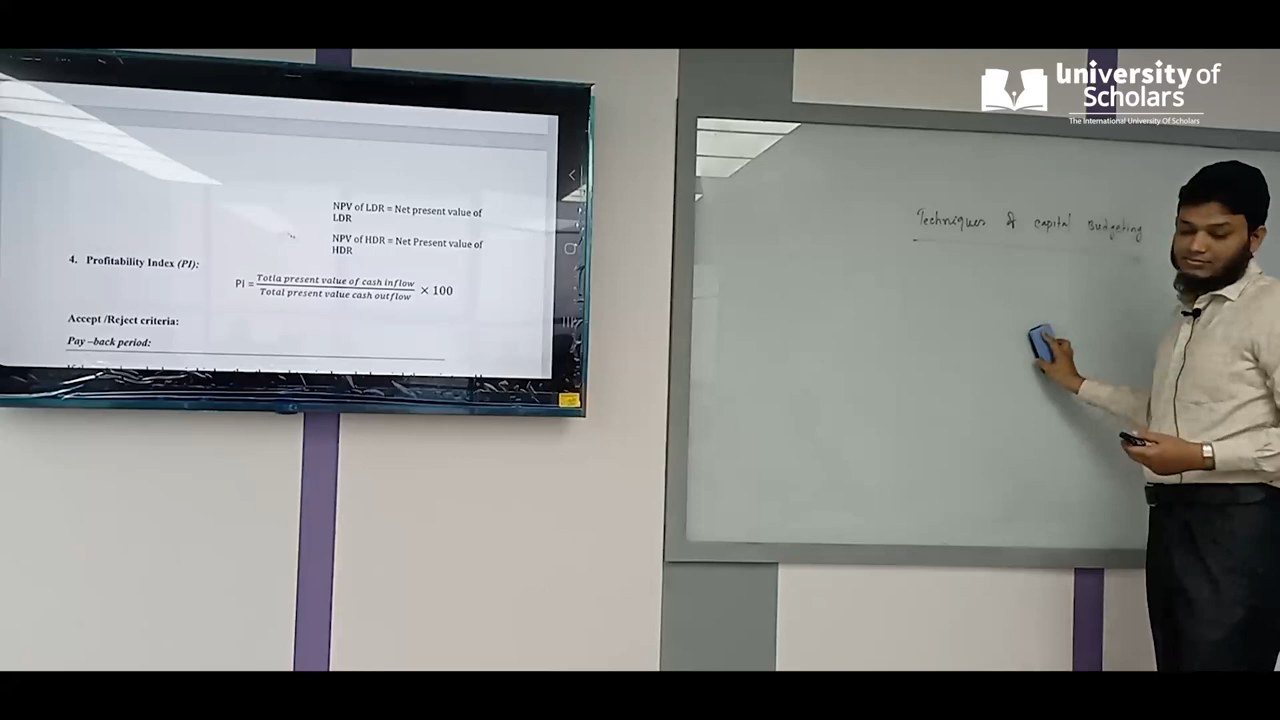 NPV of LDR = Net present value of
LDR
NPV of HDR = Net Present value of
HDR
4. Profitability Index (PI):
PI = Totla present value of cash inflow / Total present value cash outflow × 100
Accept /Reject criteria:
Pay –back period:
Techniques of capital Budgeting
University of
Scholars
The International University Of Scholars